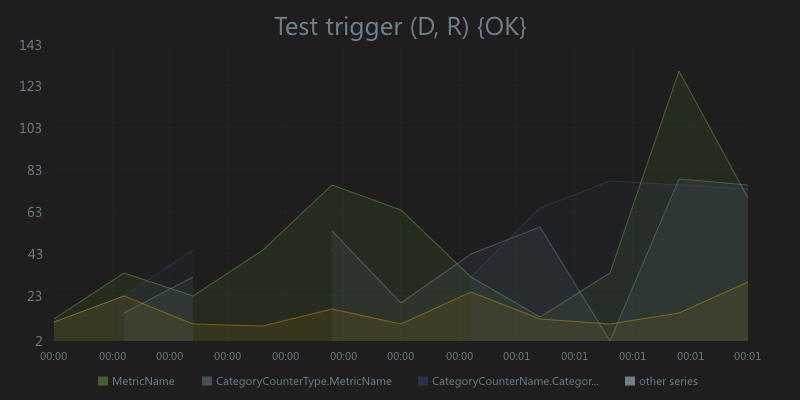 Test trigger (D, R) {OK}
143
123
103
83
63
43
23
2
00:00 00:00 00:00 00:00 00:00 00:00 00:00 00:00 00:01 00:01 00:01 00:01 00:01
MetricName CategoryCounterType.MetricName CategoryCounterName.Categor... other series